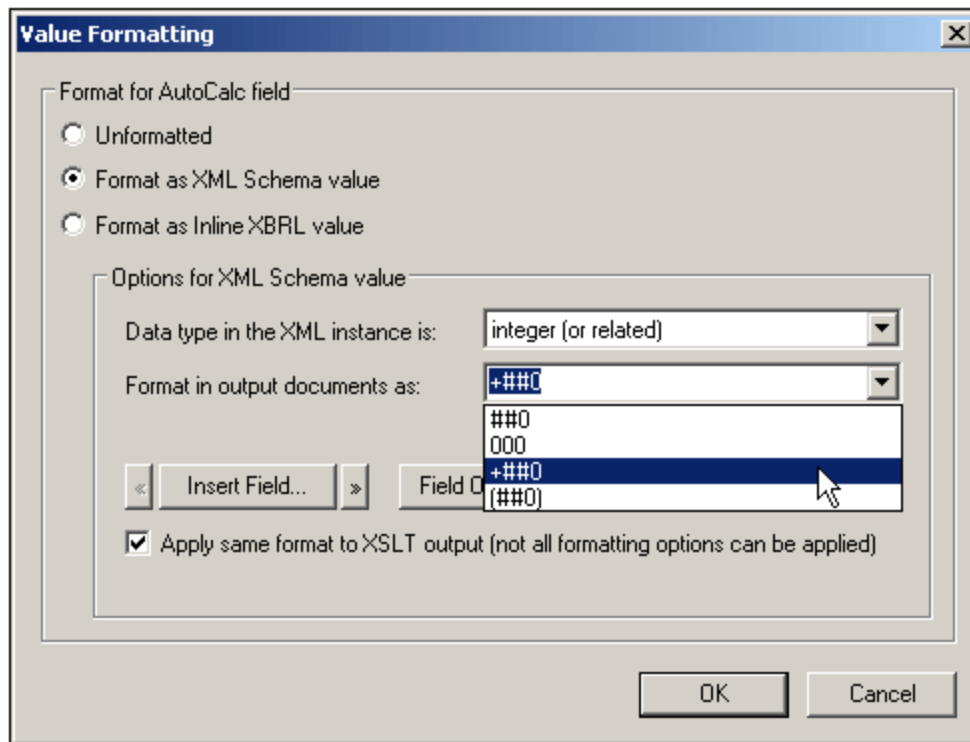 Value Formatting
Format for AutoCalc field
Unformatted
Format as XML Schema value
Format as Inline XBRL value
Options for XML Schema value
Data type in the XML instance is: integer (or related)
Format in output documents as: +##0
##0
000
+##0
(##0)
« Insert Field... » Field O
Apply same format to XSLT output (not all formatting options can be applied)
OK Cancel